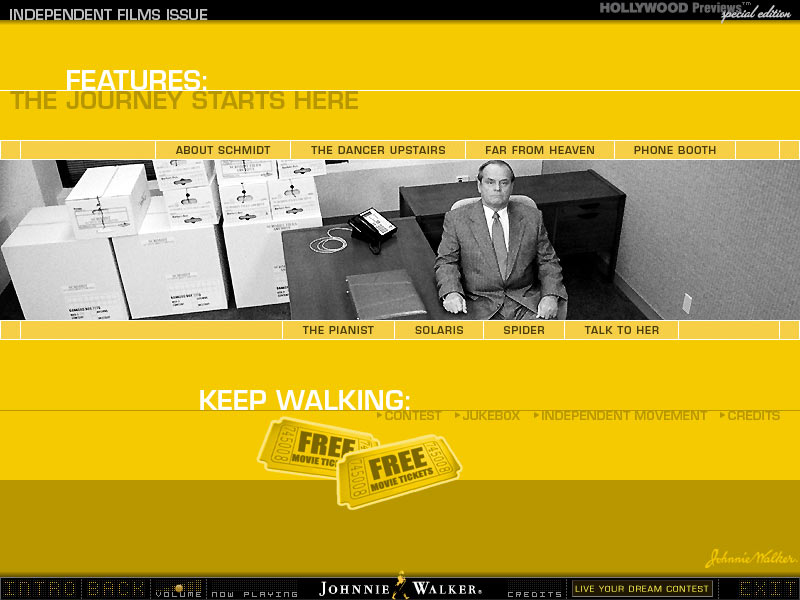 INDEPENDENT FILMS ISSUE
HOLLYWOOD Previews™
special edition
FEATURES:
THE JOURNEY STARTS HERE
ABOUT SCHMIDT THE DANCER UPSTAIRS FAR FROM HEAVEN PHONE BOOTH
THE PIANIST SOLARIS SPIDER TALK TO HER
KEEP WALKING:
CONTEST JUKEBOX INDEPENDENT MOVEMENT CREDITS
745008 FREE MOVIE TICKETS
745008 FREE MOVIE TICKETS 745008
Johnnie Walker.
INTRO BACK VOLUME NOW PLAYING JOHNNIE WALKER. CREDITS LIVE YOUR DREAM CONTEST EXIT